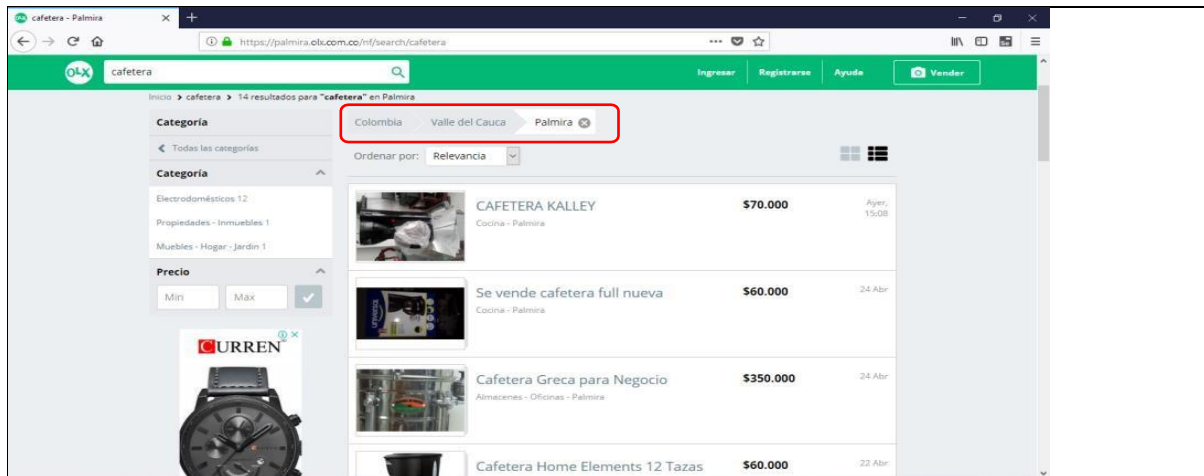 cafetera - Palmira
https://palmira.olx.com.co/nf/search/cafetera
OLX
cafetera
Ingresar
Registrarse
Ayuda
Vender
Inicio > cafetera > 14 resultados para "cafetera" en Palmira
Categoría
Todas las categorías
Categoría
Electrodomésticos 12
Propiedades - Inmuebles 1
Muebles - Hogar - Jardin 1
Precio
Min
Max
CURREN
Colombia
Valle del Cauca
Palmira
Ordenar por: Relevancia
CAFETERA KALLEY
Cocina - Palmira
$70.000
Ayer,
15:08
Se vende cafetera full nueva
Cocina - Palmira
$60.000
24 Abr
universal
Cafetera Greca para Negocio
Almacenes - Oficinas - Palmira
$350.000
24 Abr
Cafetera Home Elements 12 Tazas
$60.000
22 Abr